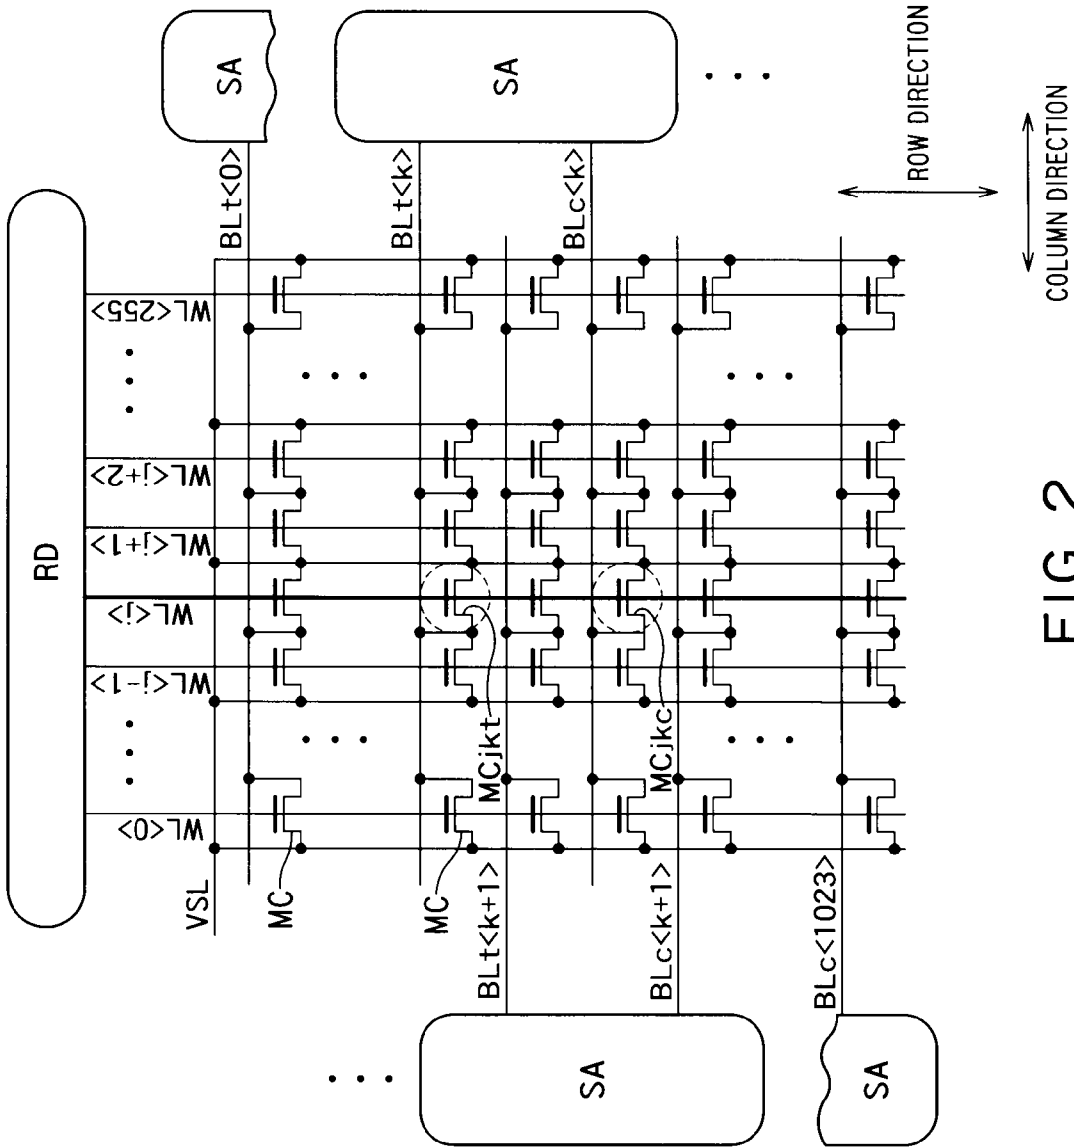 RD
WL<0>
WL<j-1>
WL<j>
WL<j+1>
WL<j+2>
WL<255>
VSL
BLt<0>
SA
MC
BLt<k>
SA
MC
MCjkt
BLt<k+1>
SA
BLc<k>
MCjkc
BLc<k+1>
BLc<1023>
SA
ROW DIRECTION
COLUMN DIRECTION
FIG. 2